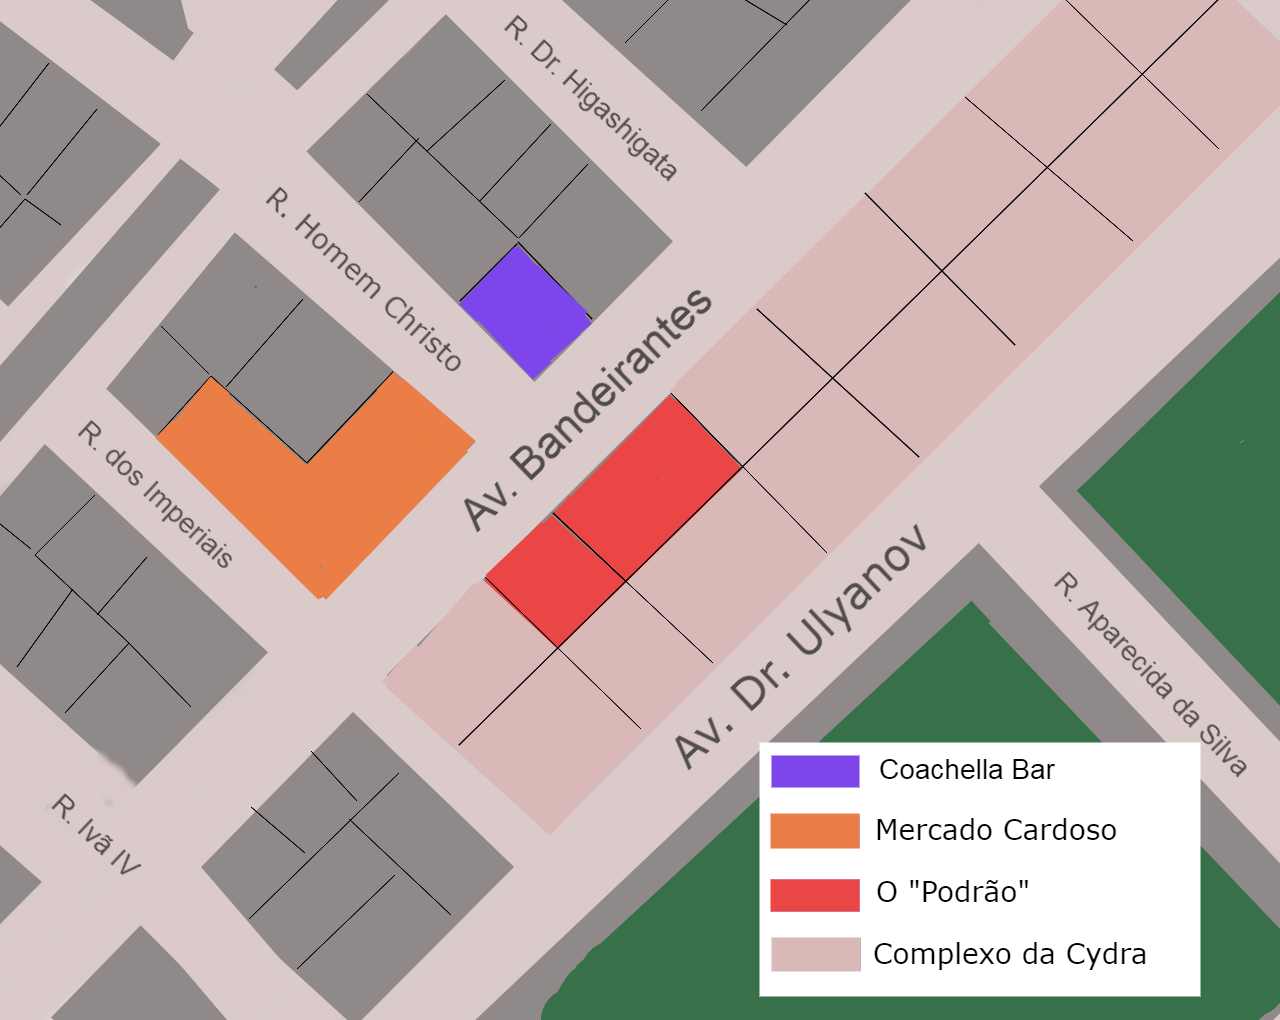 R. Dr. Higashigata
R. Homem Christo
Av. Bandeirantes
R. dos Imperiais
Av. Dr. Ulyanov
R. Aparecida da Silva
R. Ivã IV
Coachella Bar
Mercado Cardoso
O "Podrão"
Complexo da Cydra